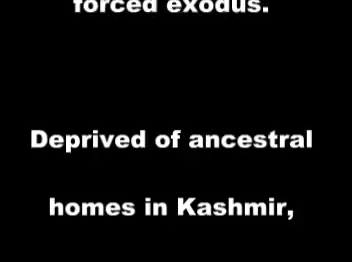 forced exodus.
Deprived of ancestral
homes in Kashmir,